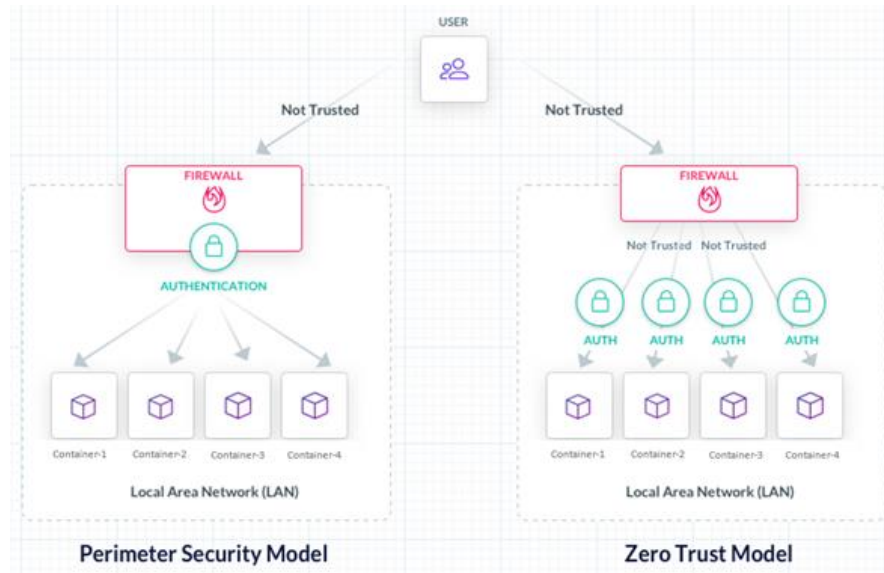 USER
Not Trusted
Not Trusted
FIREWALL
AUTHENTICATION
Container-1
Container-2
Container-3
Container-4
Local Area Network (LAN)
Perimeter Security Model
FIREWALL
Not Trusted
Not Trusted
AUTH
AUTH
AUTH
AUTH
Container-1
Container-2
Container-3
Container-4
Local Area Network (LAN)
Zero Trust Model